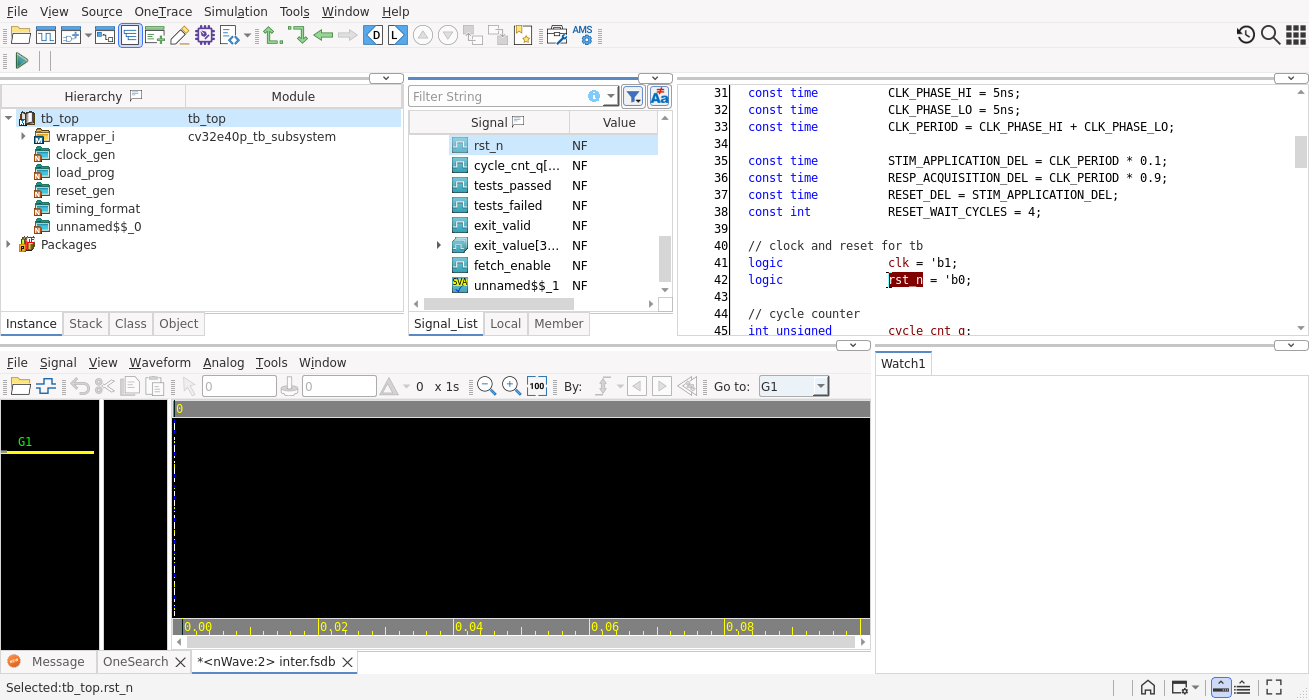 File View Source OneTrace Simulation Tools Window Help
D L AMS
Hierarchy Module
tb_top tb_top
wrapper_i cv32e40p_tb_subsystem
clock_gen
load_prog
reset_gen
timing_format
unnamed$$_0
Packages
Instance Stack Class Object
Filter String
Signal Value
rst_n NF
cycle_cnt_q[... NF
tests_passed NF
tests_failed NF
exit_valid NF
exit_value[3... NF
fetch_enable NF
SVA unnamed$$_1 NF
Signal_List Local Member
31 const time CLK_PHASE_HI = 5ns;
32 const time CLK_PHASE_LO = 5ns;
33 const time CLK_PERIOD = CLK_PHASE_HI + CLK_PHASE_LO;
34
35 const time STIM_APPLICATION_DEL = CLK_PERIOD * 0.1;
36 const time RESP_ACQUISITION_DEL = CLK_PERIOD * 0.9;
37 const time RESET_DEL = STIM_APPLICATION_DEL;
38 const int RESET_WAIT_CYCLES = 4;
39
40 // clock and reset for tb
41 logic clk = 'b1;
42 logic rst_n = 'b0;
43
44 // cycle counter
45 int unsigned cycle_cnt_q;
File Signal View Waveform Analog Tools Window
0 0 0 x 1s 100 By: Go to: G1
G1
0
0.00 0.02 0.04 0.06 0.08
Message OneSearch *<nWave:2> inter.fsdb
Watch1
Selected:tb_top.rst_n